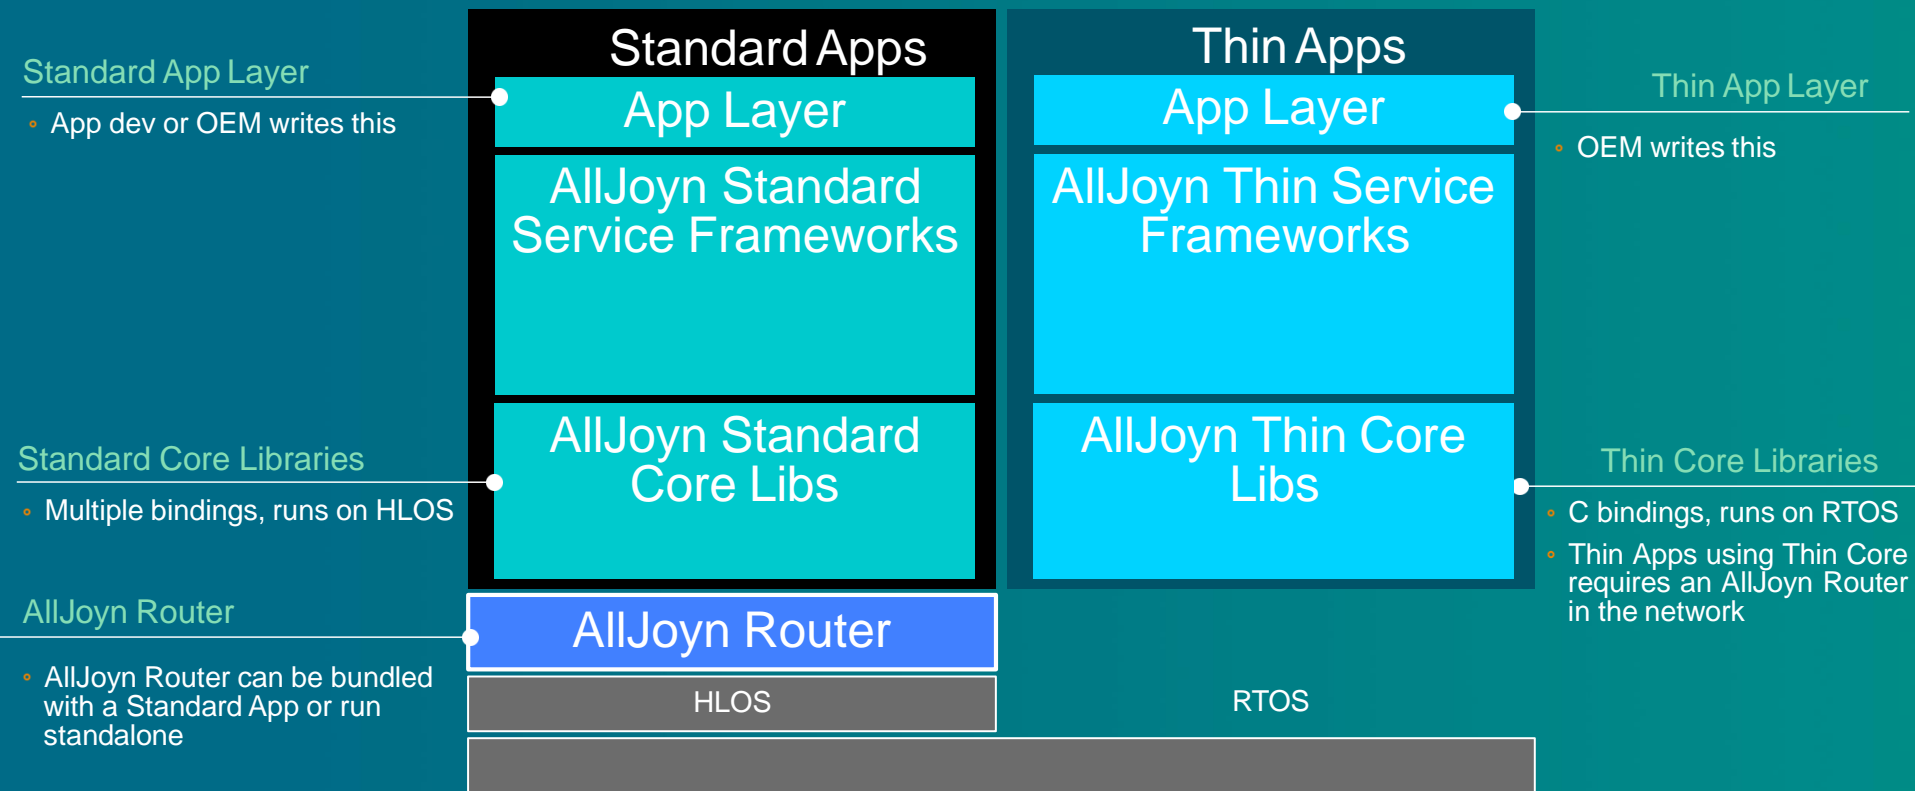 Standard Apps
Thin Apps
Standard App Layer
App dev or OEM writes this
App Layer
App Layer
Thin App Layer
OEM writes this
AllJoyn Standard
Service Frameworks
AllJoyn Thin Service
Frameworks
Standard Core Libraries
Multiple bindings, runs on HLOS
AllJoyn Standard
Core Libs
AllJoyn Thin Core
Libs
Thin Core Libraries
C bindings, runs on RTOS
Thin Apps using Thin Core
requires an AllJoyn Router
in the network
AllJoyn Router
AllJoyn Router can be bundled
with a Standard App or run
standalone
AllJoyn Router
HLOS
RTOS